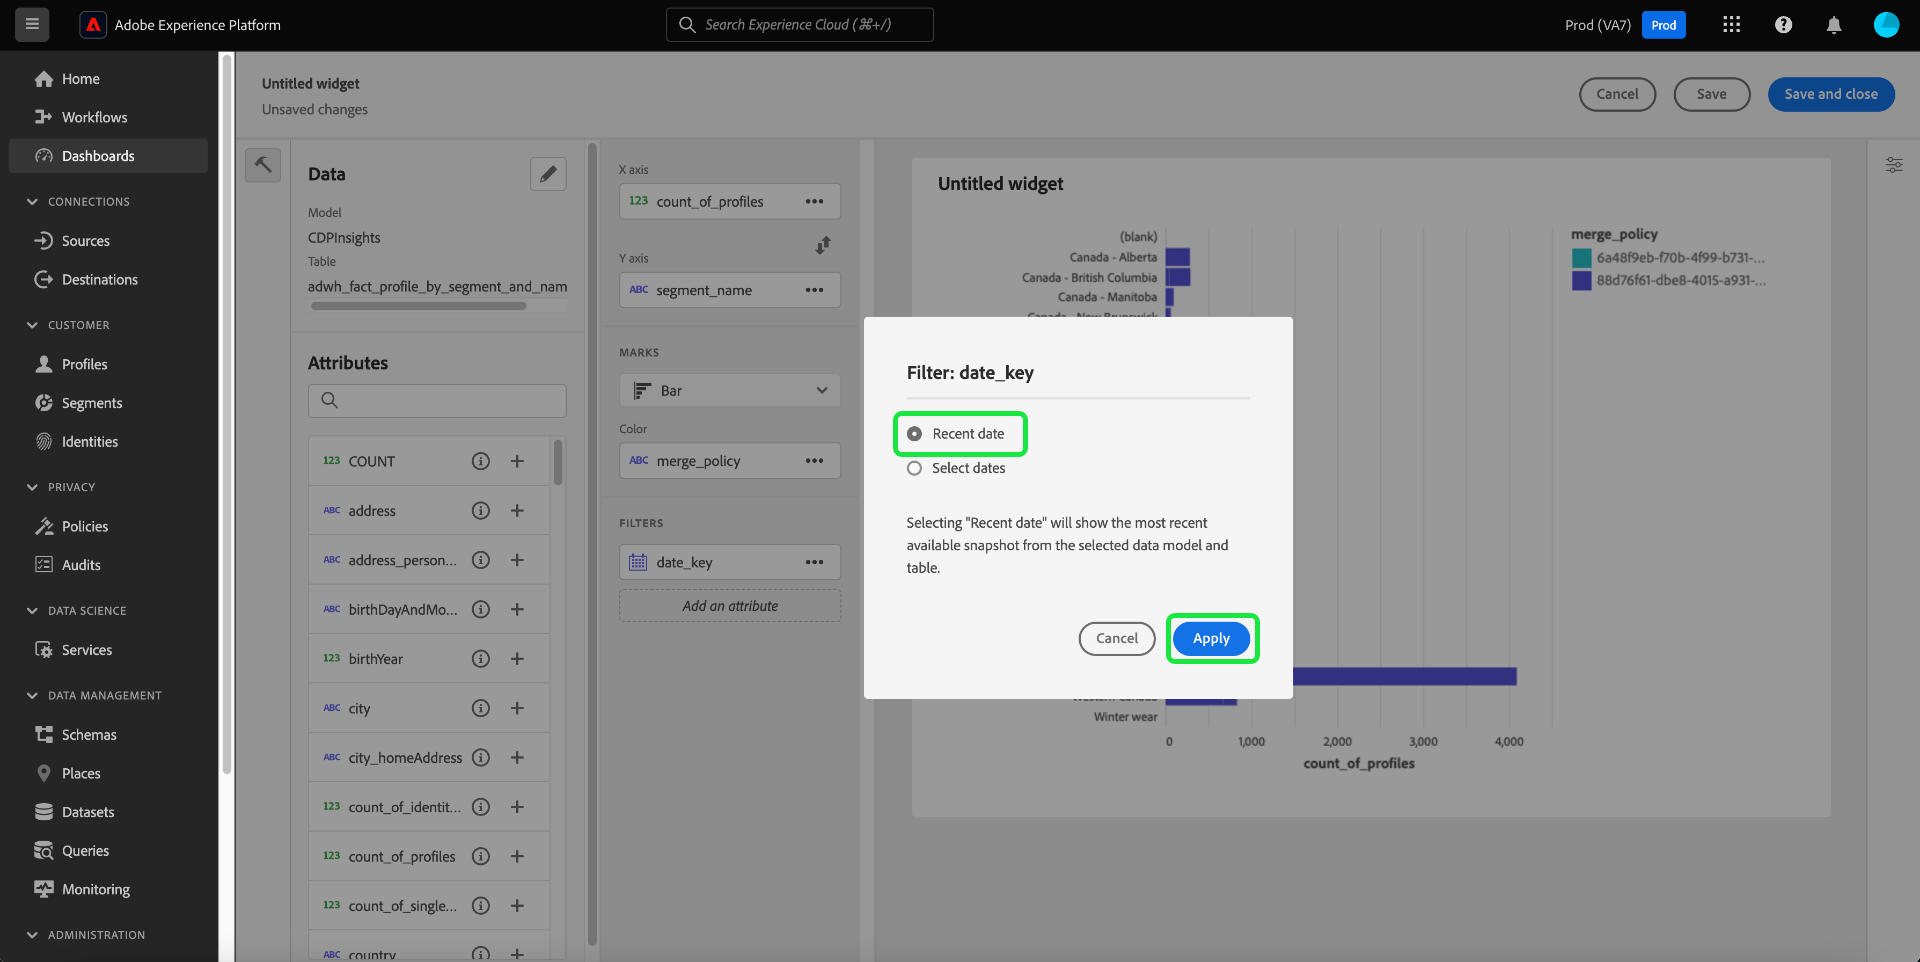 Adobe Experience Platform
Search Experience Cloud (⌘+/)
Prod (VA7)
Prod
Home
Workflows
Dashboards
CONNECTIONS
Sources
Destinations
CUSTOMER
Profiles
Segments
Identities
PRIVACY
Policies
Audits
DATA SCIENCE
Services
DATA MANAGEMENT
Schemas
Places
Datasets
Queries
Monitoring
ADMINISTRATION
Untitled widget
Unsaved changes
Cancel
Save
Save and close
Data
Model
CDPInsights
Table
adwh_fact_profile_by_segment_and_nam
Attributes
123 COUNT
ABC address
ABC address_person...
ABC birthDayAndMo...
123 birthYear
ABC city
ABC city_homeAddress
123 count_of_identit...
123 count_of_profiles
123 count_of_single...
ABC country
X axis
123 count_of_profiles
Y axis
ABC segment_name
MARKS
Bar
Color
ABC merge_policy
FILTERS
date_key
Add an attribute
Untitled widget
(blank)
Canada - Alberta
Canada - British Columbia
Canada - Manitoba
Canada - New Brunswick
Western Canada
Winter wear
0
1,000
2,000
3,000
4,000
count_of_profiles
merge_policy
6a48f9eb-f70b-4f99-b731-...
88d76f61-dbe8-4015-a931-...
Filter: date_key
Recent date
Select dates
Selecting "Recent date" will show the most recent
available snapshot from the selected data model and
table.
Cancel
Apply